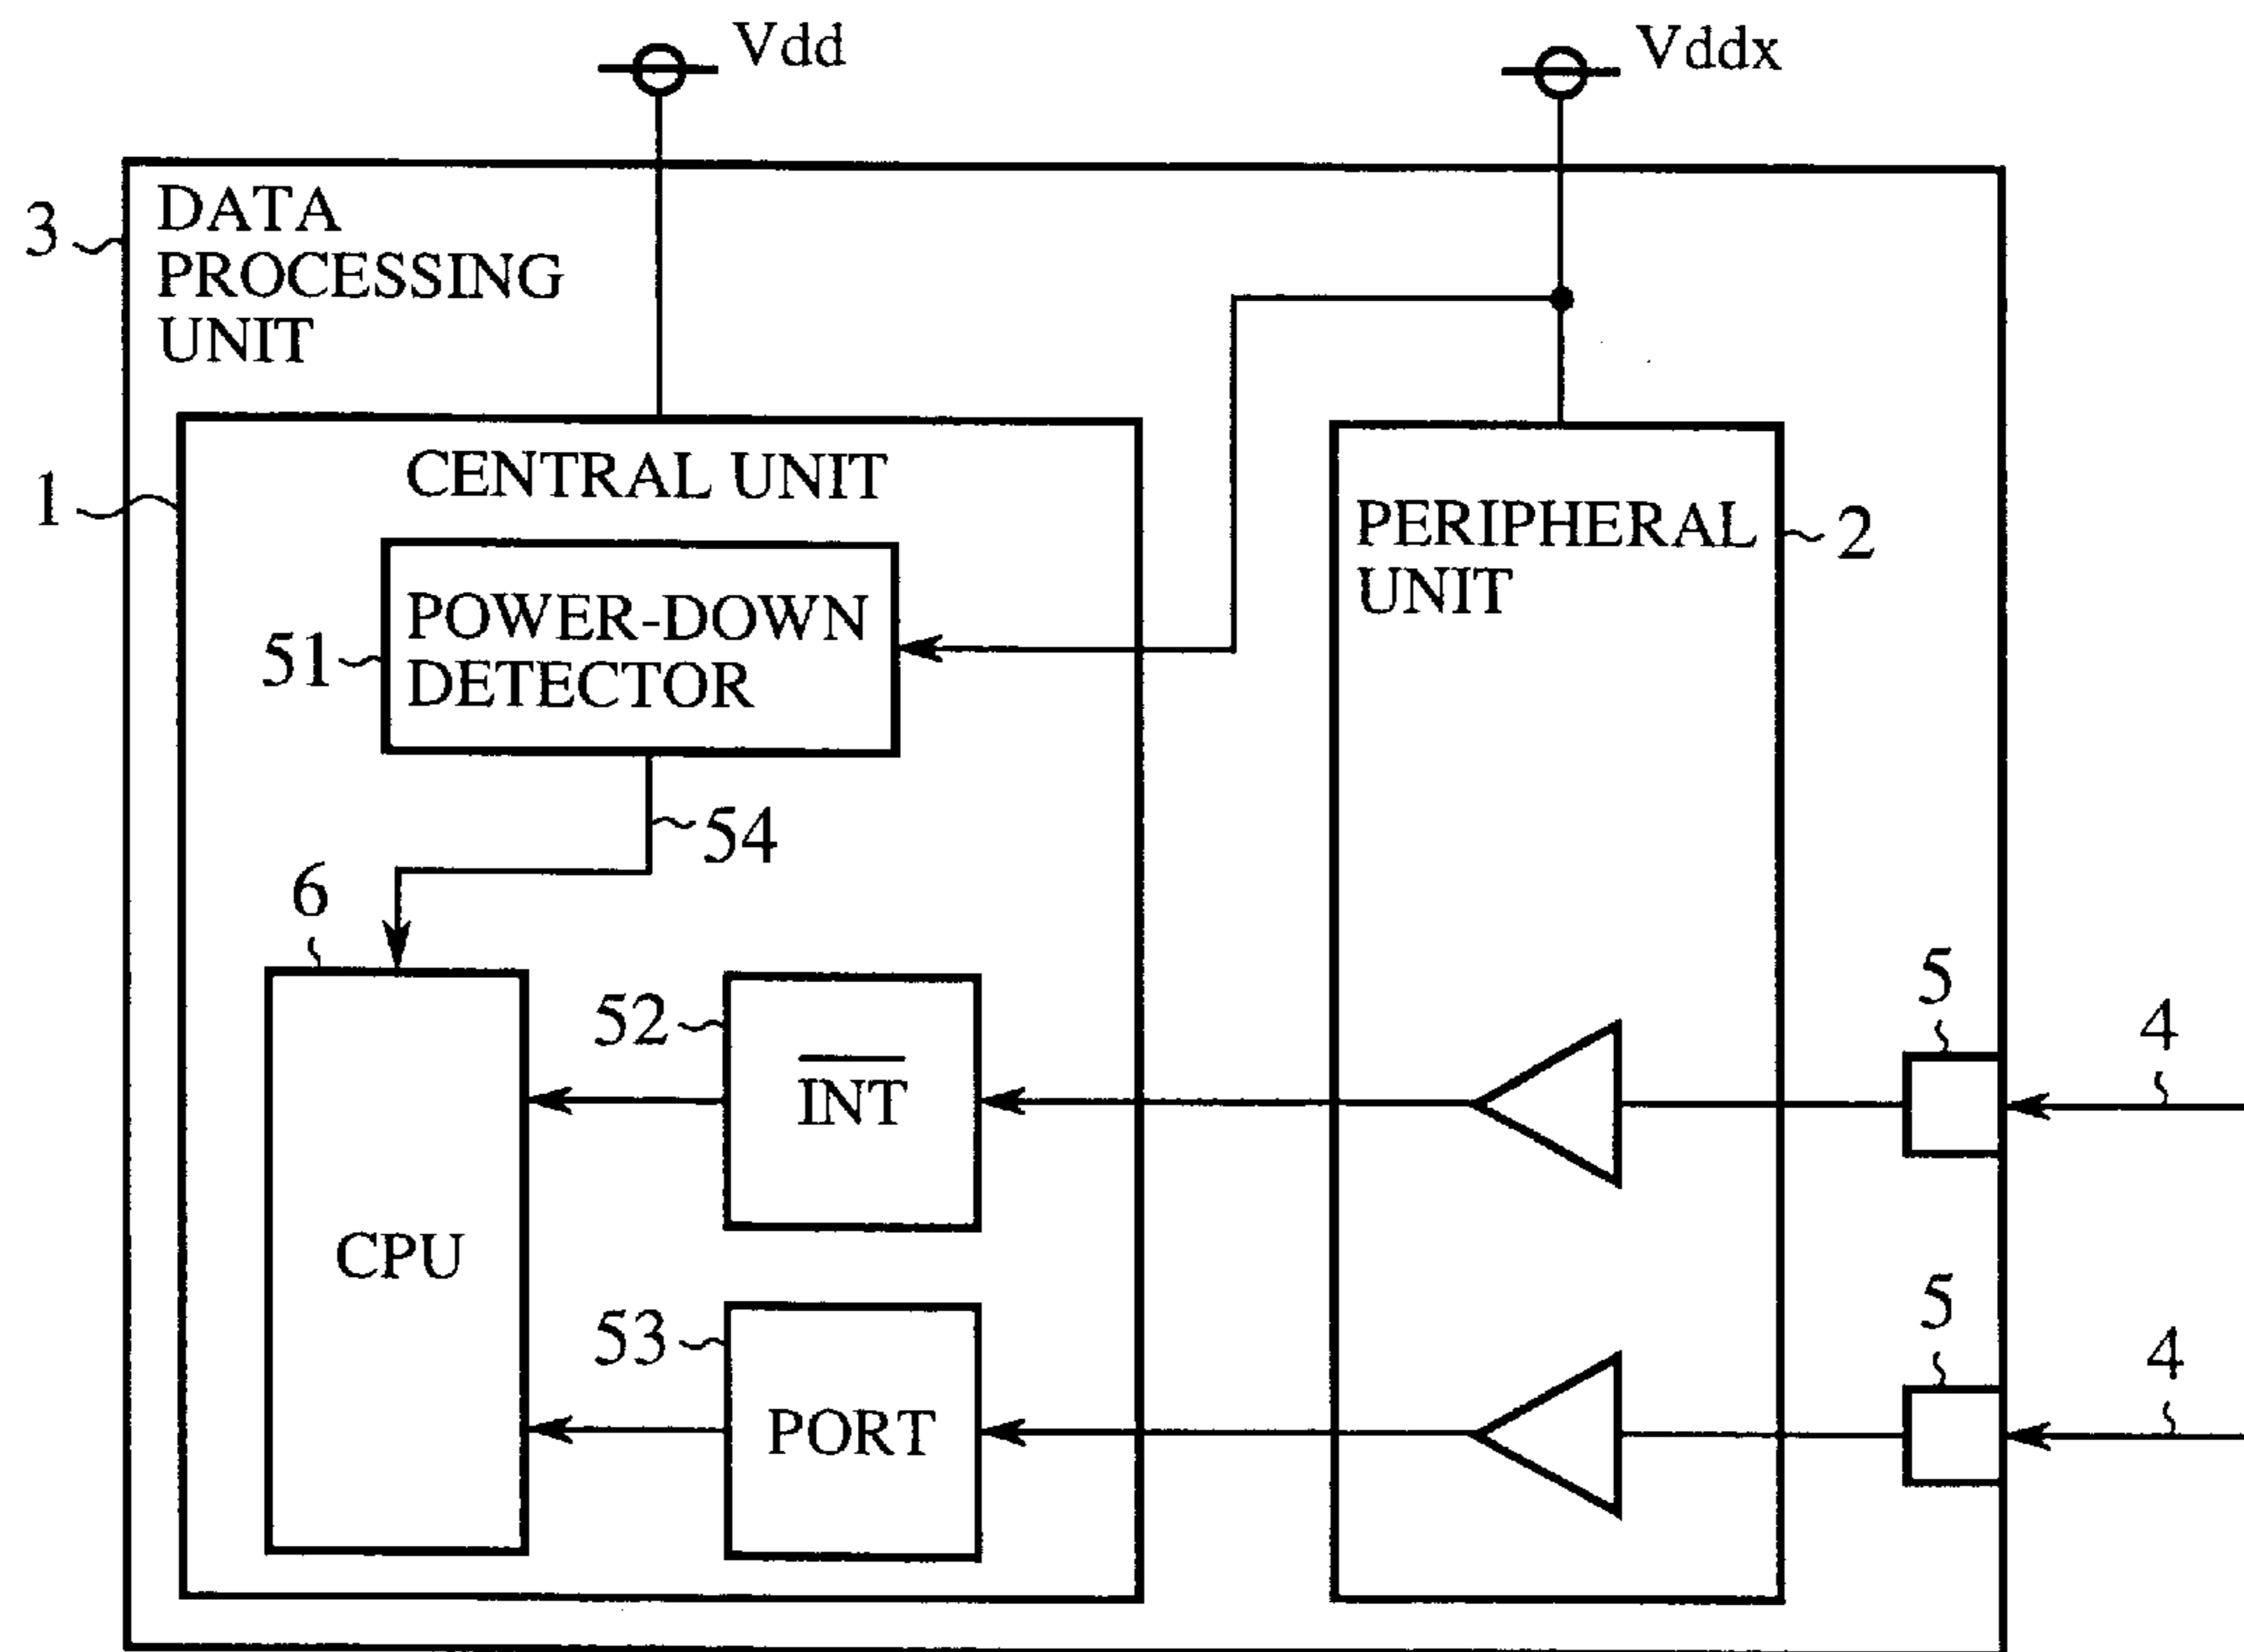 Vdd
Vddx
3
DATA
PROCESSING
UNIT
1
CENTRAL UNIT
PERIPHERAL
UNIT
2
51
POWER-DOWN
DETECTOR
54
6
CPU
52
INT
53
PORT
5
4
5
4